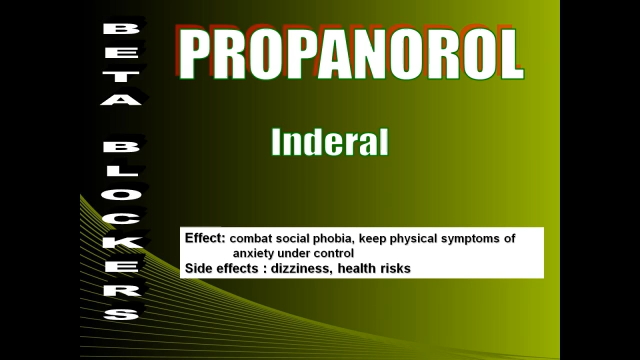 BETA BLOCKERS
PROPANOROL
Inderal
Effect: combat social phobia, keep physical symptoms of
anxiety under control
Side effects : dizziness, health risks